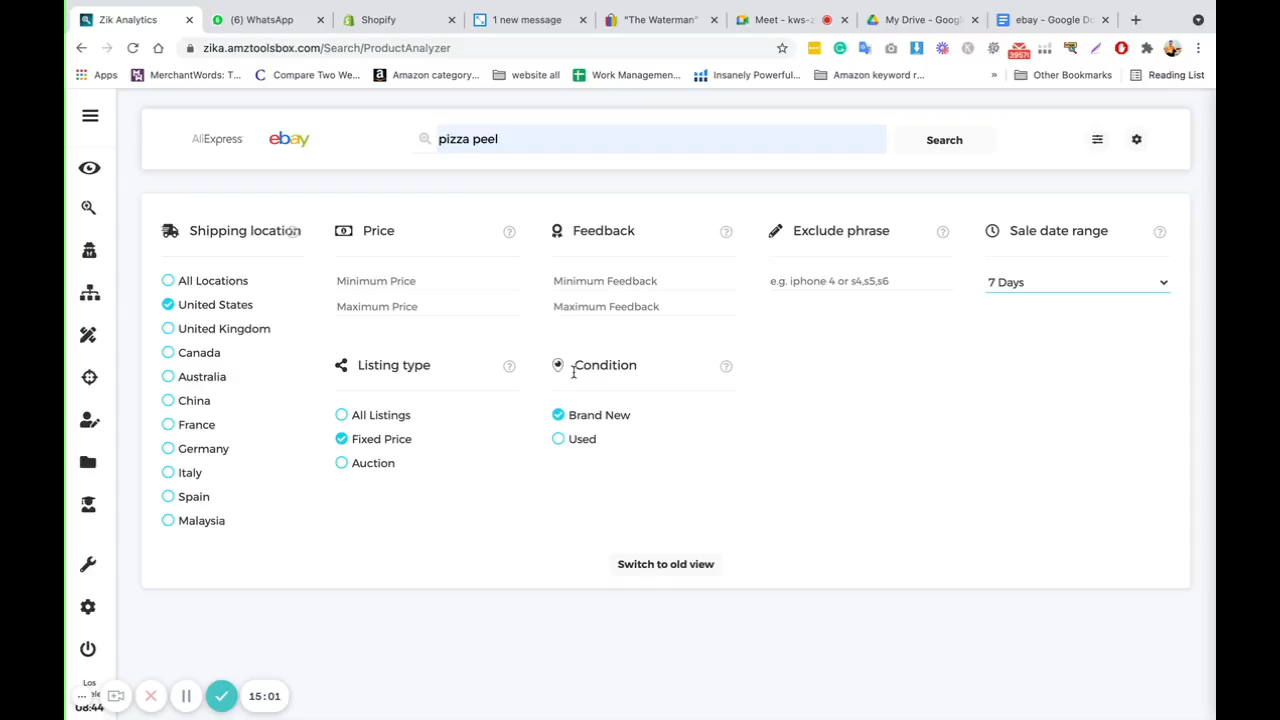 Zik Analytics
(6) WhatsApp
Shopify
1 new message
"The Waterman"
Meet - kws-z
My Drive - Googl
ebay - Google Do
zika.amztoolsbox.com/Search/ProductAnalyzer
39576
Apps
MerchantWords: T...
Compare Two We...
Amazon category...
website all
Work Managemen...
Insanely Powerful...
Amazon keyword r...
»
Other Bookmarks
Reading List
AliExpress
ebay
pizza peel
Search
Shipping location
Price
Feedback
Exclude phrase
Sale date range
All Locations
United States
United Kingdom
Canada
Australia
China
France
Germany
Italy
Spain
Malaysia
Minimum Price
Maximum Price
Minimum Feedback
Maximum Feedback
e.g. iphone 4 or s4,s5,s6
7 Days
Listing type
All Listings
Fixed Price
Auction
Condition
Brand New
Used
Switch to old view
Los
08:44
15:01